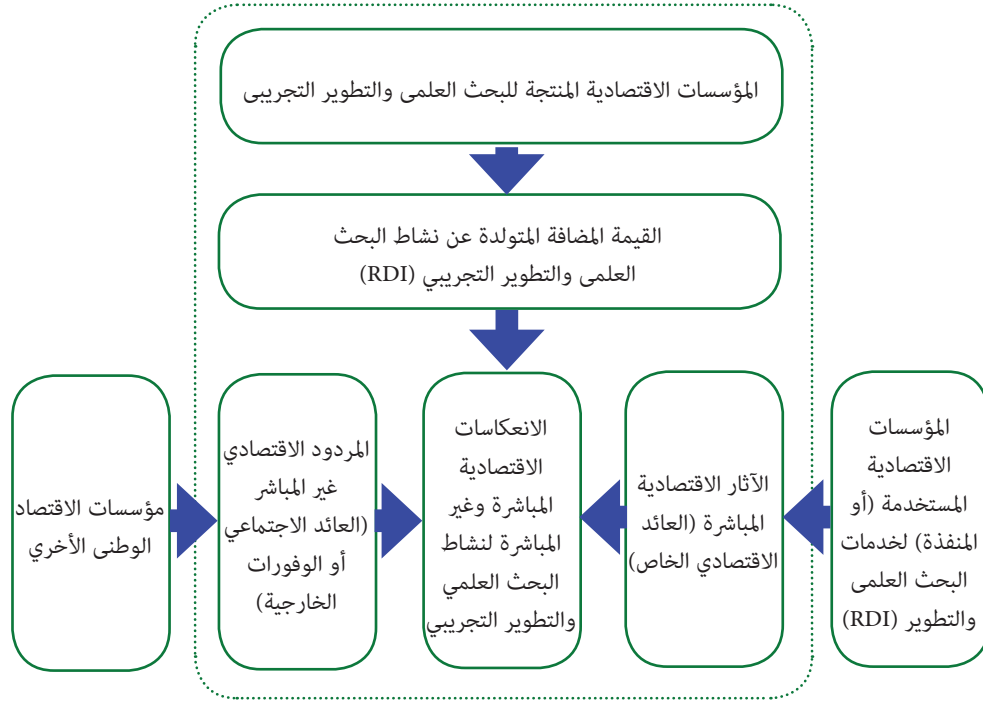 المؤسسات الاقتصادية المنتجة للبحث العلمى والتطوير التجريبى
القيمة المضافة المتولدة عن نشاط البحث
العلمى والتطوير التجريبي (RDI)
المؤسسات
الاقتصادية
المستخدمة (أو
المنفذة) لخدمات
البحث العلمى
والتطوير (RDI)
الآثار الاقتصادية
المباشرة (العائد
الاقتصادي الخاص)
الانعكاسات
الاقتصادية
المباشرة وغير
المباشرة لنشاط
البحث العلمي
والتطوير التجريبي
المردود الاقتصادي
غير المباشر
(العائد الاجتماعي
أو الوفورات
الخارجية)
مؤسسات الاقتصاد
الوطنى الأخري